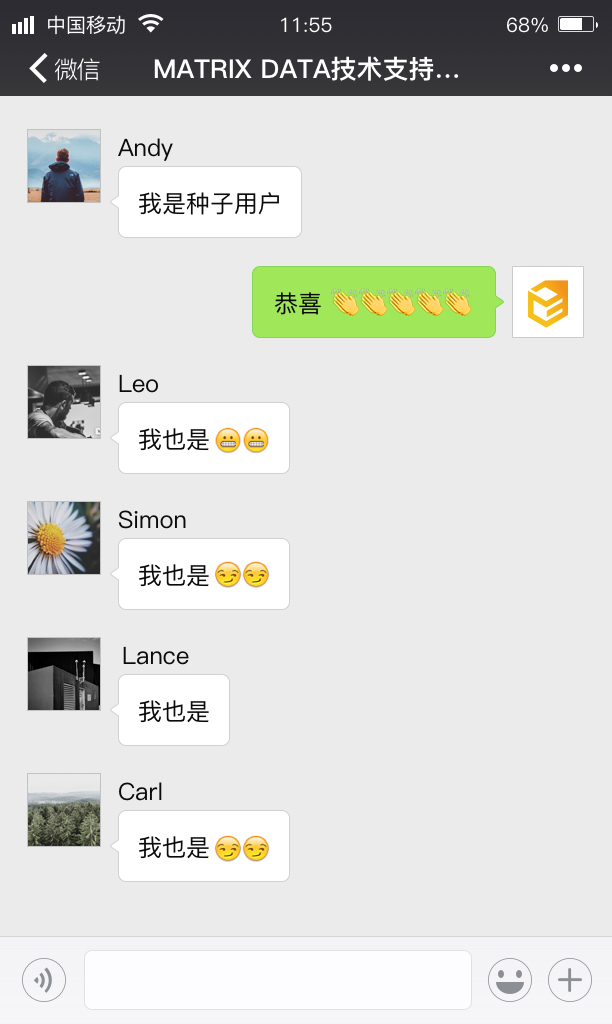 中国移动 11:55 68%
微信 MATRIX DATA技术支持...
Andy
我是种子用户
恭喜 👏👏👏👏👏
Leo
我也是😬😬
Simon
我也是😏😏
Lance
我也是
Carl
我也是😏😏